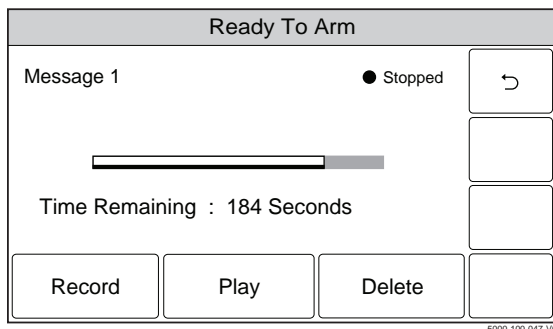 Ready To Arm
Message 1
Stopped
Time Remaining : 184 Seconds
Record
Play
Delete